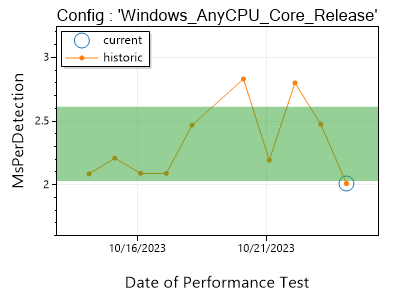 Config : 'Windows_AnyCPU_Core_Release'
current
historic
MsPerDetection
3
2.5
2
10/16/2023
10/21/2023
Date of Performance Test